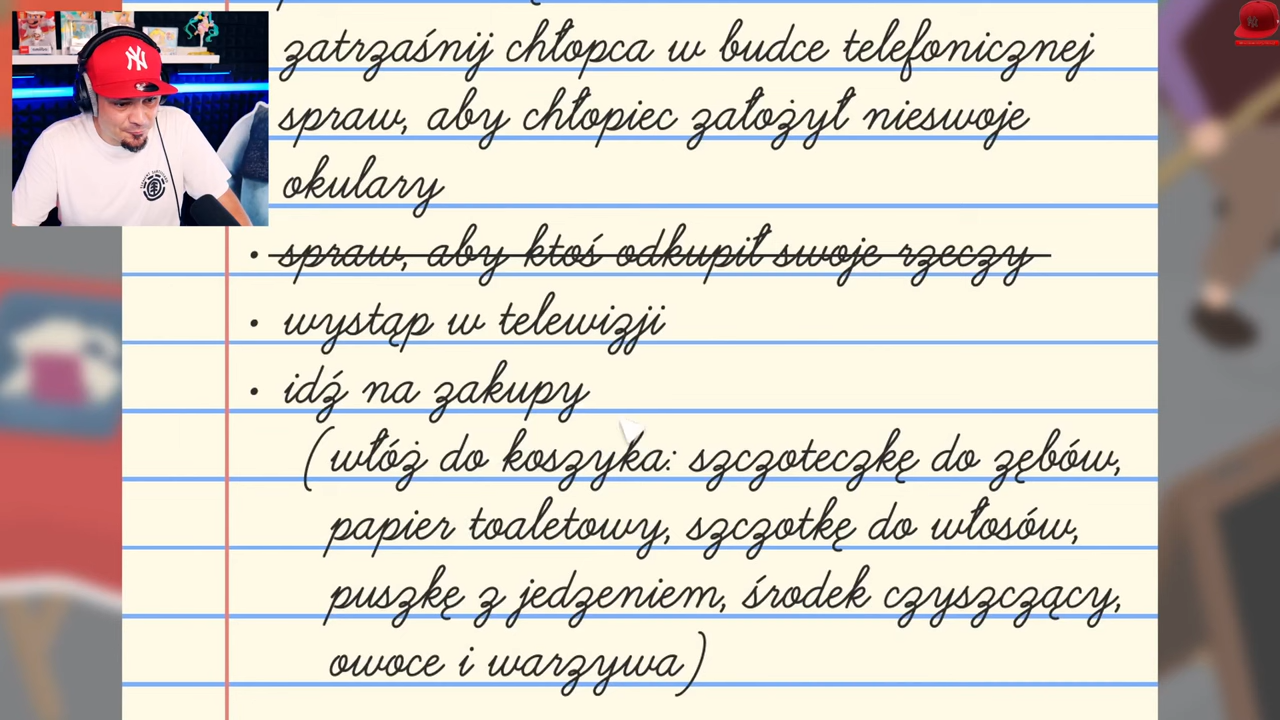 zatrzaśnij chłopca w budce telefonicznej
spraw, aby chłopiec założył nieswoje
okulary
• spraw, aby ktoś odkupił swoje rzeczy
• wystąp w telewizji
• idź na zakupy
(włóż do koszyka: szczoteczkę do zębów,
papier toaletowy, szczotkę do włosów,
puszkę z jedzeniem, środek czyszczący,
owoce i warzywa)